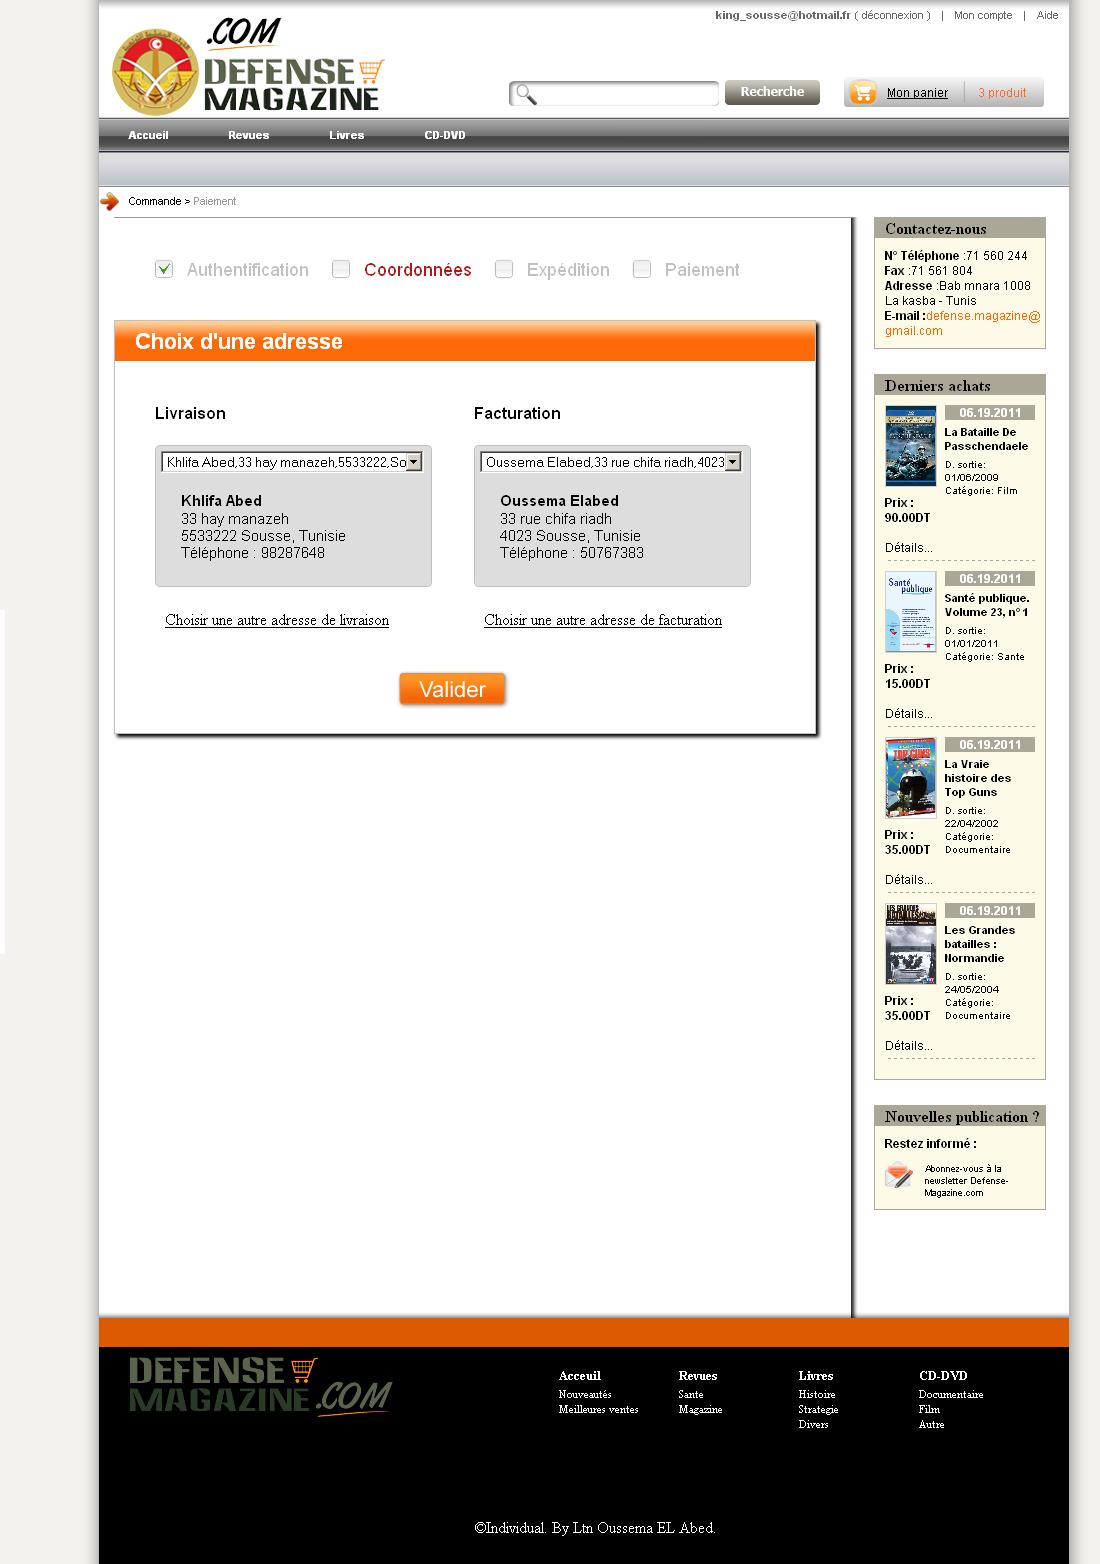 king_sousse@hotmail.fr ( déconnexion ) | Mon compte | Aide
.COM
DEFENSE
MAGAZINE
Recherche
Mon panier
3 produit
Accueil
Revues
Livres
CD-DVD
Commande > Paiement
Authentification
Coordonnées
Expédition
Paiement
Choix d'une adresse
Livraison
Khlifa Abed,33 hay manazeh,5533222,So
Khlifa Abed
33 hay manazeh
5533222 Sousse, Tunisie
Téléphone : 98287648
Choisir une autre adresse de livraison
Facturation
Oussema Elabed,33 rue chifa riadh,4023
Oussema Elabed
33 rue chifa riadh
4023 Sousse, Tunisie
Téléphone : 50767383
Choisir une autre adresse de facturation
Valider
Contactez-nous
N° Téléphone :71 560 244
Fax :71 561 804
Adresse :Bab mnara 1008
La kasba - Tunis
E-mail :defense.magazine@
gmail.com
Derniers achats
06.19.2011
La Bataille De
Passchendaele
D. sortie:
01/06/2009
Catégorie: Film
Prix :
90.00DT
Détails...
Santé
publique
06.19.2011
Santé publique.
Volume 23, n° 1
D. sortie:
01/01/2011
Catégorie: Sante
Prix :
15.00DT
Détails...
TOP GUNS
06.19.2011
La Vraie
histoire des
Top Guns
D. sortie:
22/04/2002
Catégorie:
Documentaire
Prix :
35.00DT
Détails...
LES GRANDES
BATAILLES
06.19.2011
Les Grandes
batailles :
Normandie
D. sortie:
24/05/2004
Catégorie:
Documentaire
Prix :
35.00DT
Détails...
Nouvelles publication ?
Restez informé :
Abonnez-vous à la
newsletter Defense-
Magazine.com
DEFENSE
MAGAZINE.COM
Acceuil
Nouveautés
Meilleures ventes
Revues
Sante
Magazine
Livres
Histoire
Strategie
Divers
CD-DVD
Documentaire
Film
Autre
©Individual. By Ltn Oussema EL Abed.